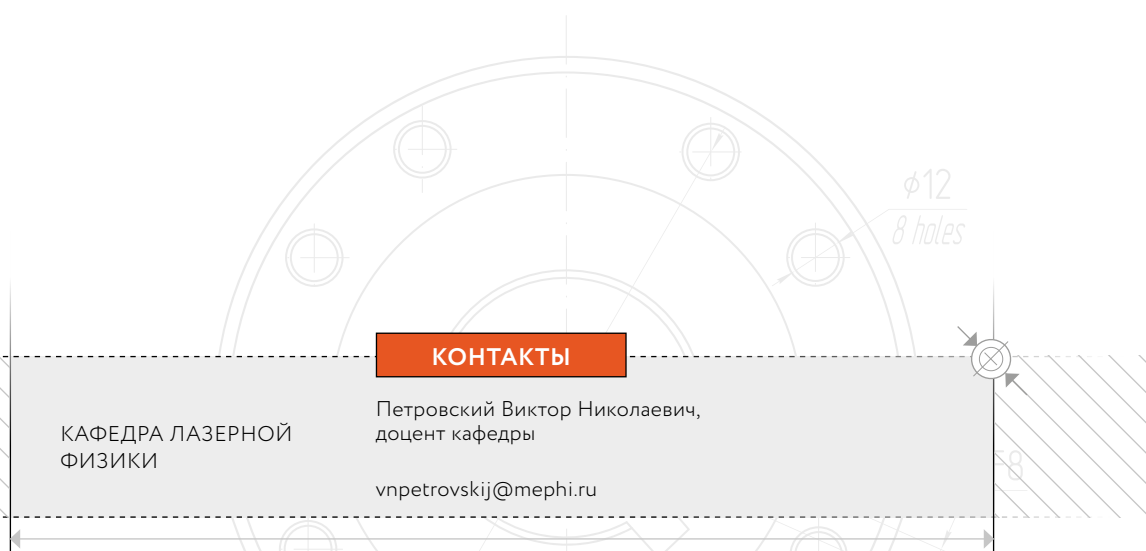 ϕ12
8 holes
КОНТАКТЫ
КАФЕДРА ЛАЗЕРНОЙ
ФИЗИКИ
Петровский Виктор Николаевич,
доцент кафедры
vnpetrovskij@mephi.ru